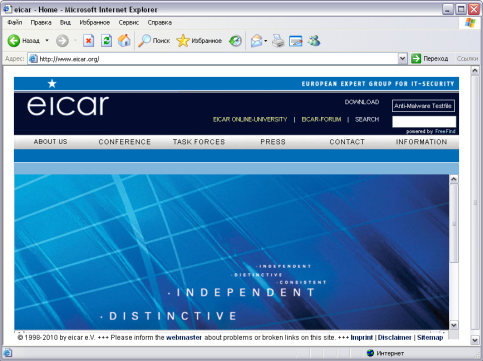 eicar - Home - Microsoft Internet Explorer
Файл Правка Вид Избранное Сервис Справка
Назад Поиск Избранное
Адрес: http://www.eicar.org/ Переход Ссылки
EUROPEAN EXPERT GROUP FOR IT-SECURITY
eicar
DOWNLOAD Anti-Malware Testfile
EICAR ONLINE-UNIVERSITY | EICAR-FORUM | SEARCH
powered by FreeFind
ABOUT US CONFERENCE TASK FORCES PRESS CONTACT INFORMATION
· INDEPENDENT
· DISTINCTIVE
· CONSISTENT
· INDEPENDENT
· DISTINCTIVE
© 1998-2010 by eicar e.V. +++ Please inform the webmaster about problems or broken links on this site. +++ Imprint | Disclaimer | Sitemap
Интернет